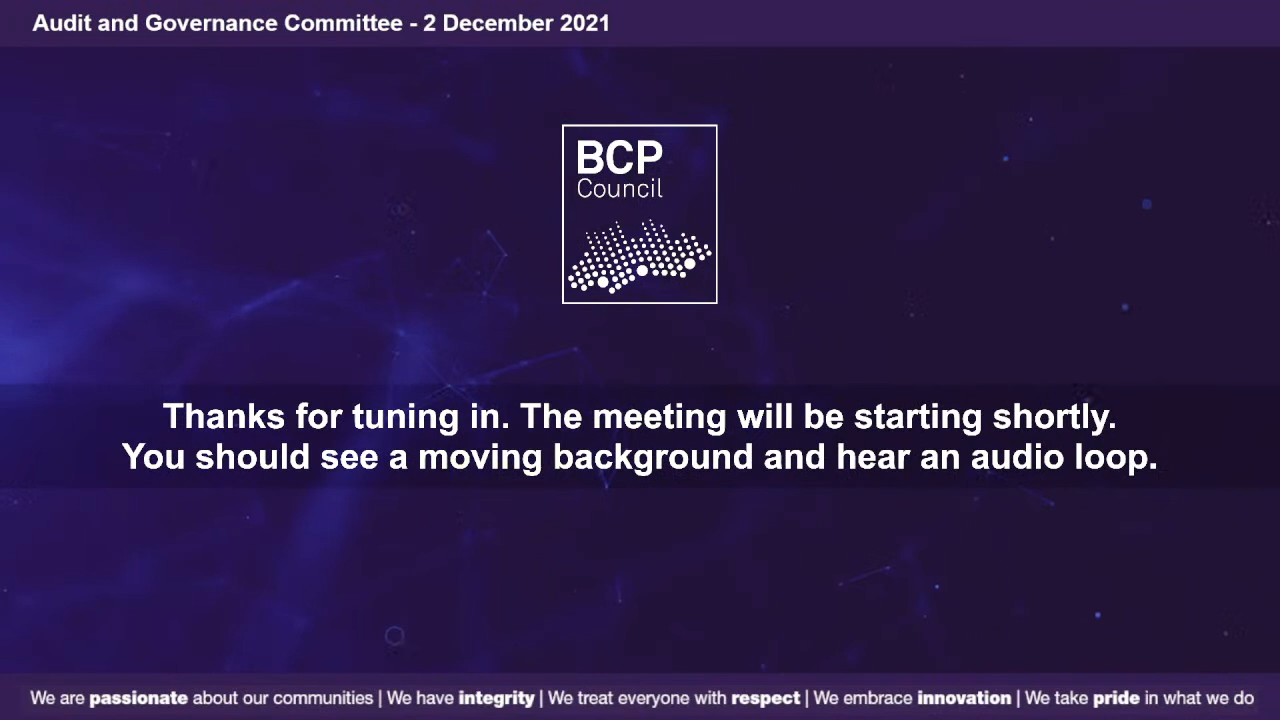 Audit and Governance Committee - 2 December 2021
BCP
Council
Thanks for tuning in. The meeting will be starting shortly.
You should see a moving background and hear an audio loop.
We are passionate about our communities | We have integrity | We treat everyone with respect | We embrace innovation | We take pride in what we do